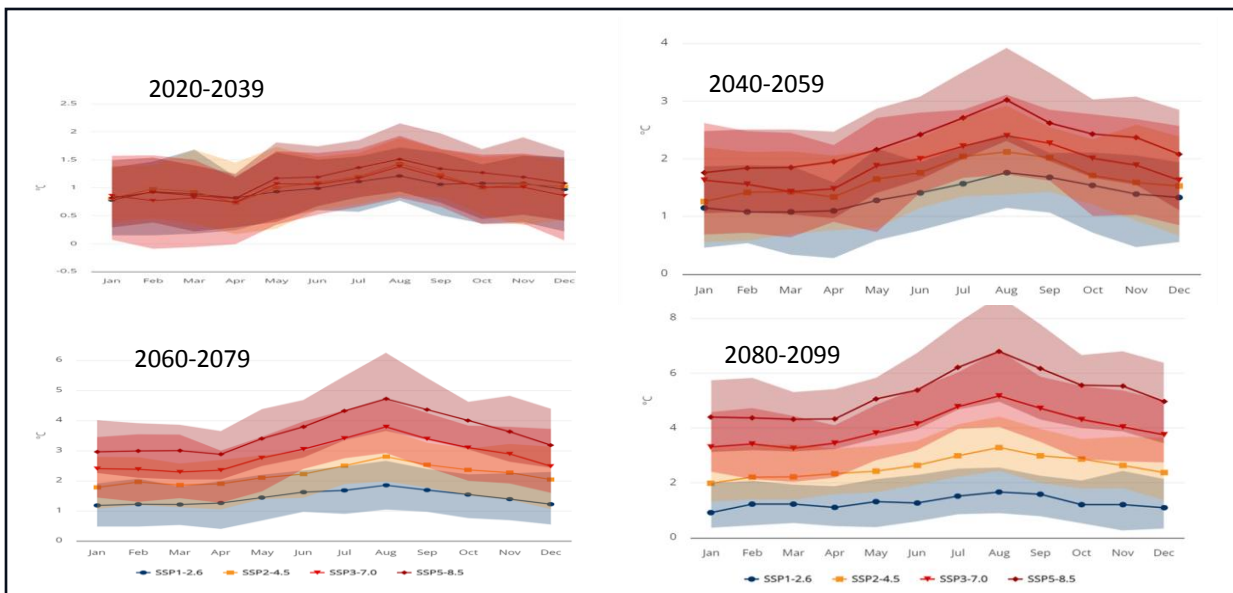 2020-2039
2.5
2
1.5
1
0.5
0
-0.5
°C
Jan Feb Mar Apr May Jun Jul Aug Sep Oct Nov Dec
2040-2059
4
3
2
1
0
°C
Jan Feb Mar Apr May Jun Jul Aug Sep Oct Nov Dec
2060-2079
6
5
4
3
2
1
0
°C
Jan Feb Mar Apr May Jun Jul Aug Sep Oct Nov Dec
SSP1-2.6 SSP2-4.5 SSP3-7.0 SSP5-8.5
2080-2099
8
6
4
2
0
°C
Jan Feb Mar Apr May Jun Jul Aug Sep Oct Nov Dec
SSP1-2.6 SSP2-4.5 SSP3-7.0 SSP5-8.5